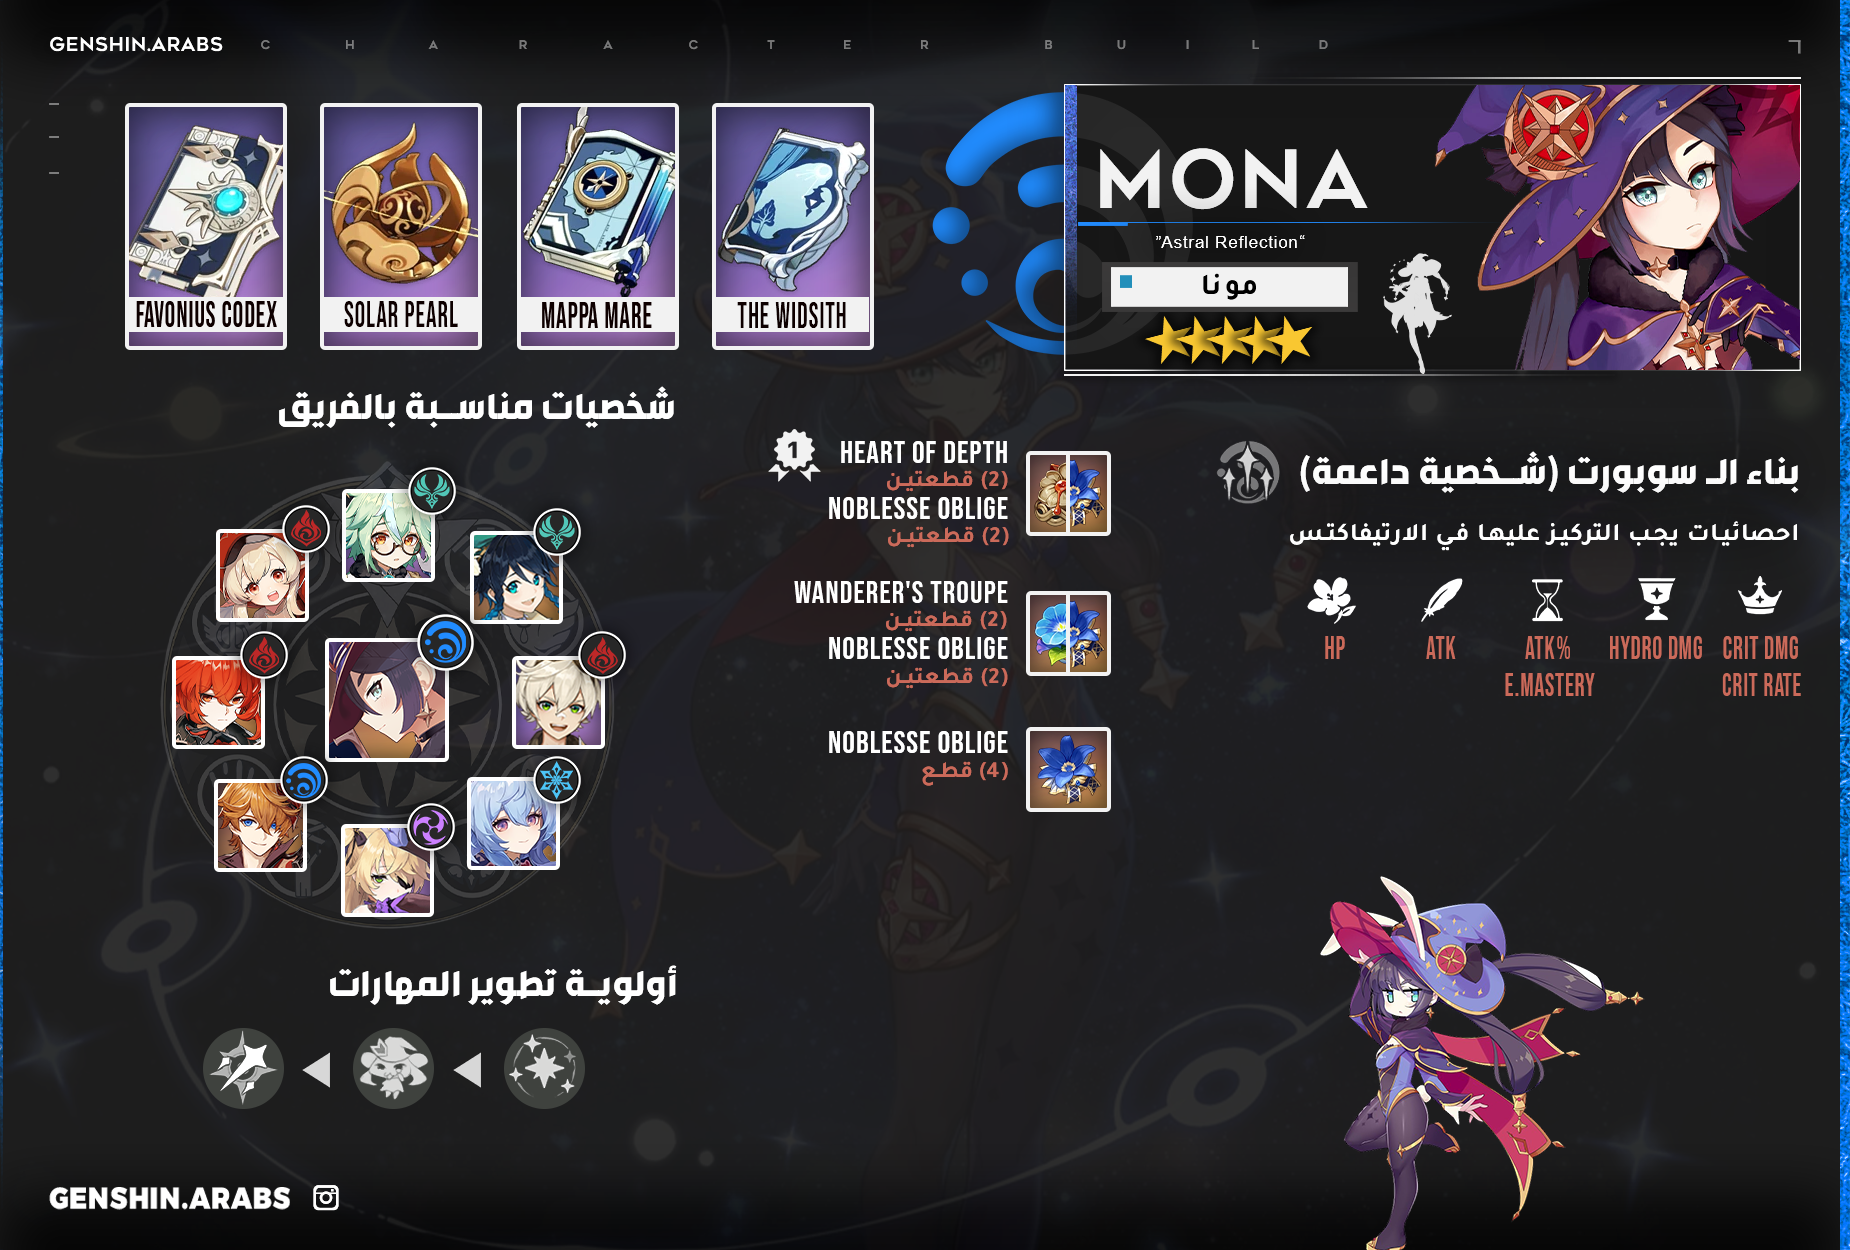 GENSHIN.ARABS CHARACTER BUILD
FAVONIUS CODEX
SOLAR PEARL
MAPPA MARE
THE WIDSITH
MONA
”Astral Reflection“
مونا
شخصيات مناسـبة بالفريق
1
HEART OF DEPTH
(2) قطعتين
NOBLESSE OBLIGE
(2) قطعتين
WANDERER'S TROUPE
(2) قطعتين
NOBLESSE OBLIGE
(2) قطعتين
NOBLESSE OBLIGE
(4) قطع
بناء الـ سوبورت (شـخصية داعمة)
احصائيات يجب التركيز عليها في الارتيفاكتس
HP
ATK
ATK%
E.MASTERY
HYDRO DMG
CRIT DMG
CRIT RATE
أولويـة تطوير المهارات
GENSHIN.ARABS